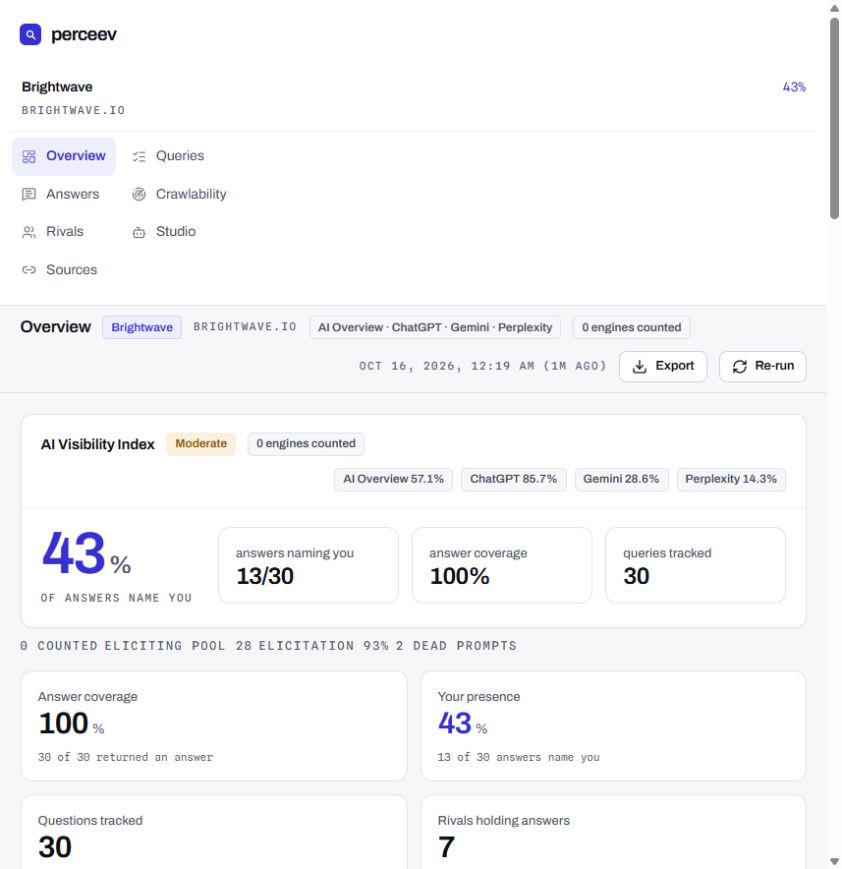 perceev
Brightwave
43%
BRIGHTWAVE.IO
Overview
Queries
Answers
Crawlability
Rivals
Studio
Sources
Overview Brightwave BRIGHTWAVE.IO AI Overview · ChatGPT · Gemini · Perplexity 0 engines counted
OCT 16, 2026, 12:19 AM (1M AGO) Export Re-run
AI Visibility Index Moderate 0 engines counted
AI Overview 57.1% ChatGPT 85.7% Gemini 28.6% Perplexity 14.3%
43 %
OF ANSWERS NAME YOU
answers naming you
13/30
answer coverage
100%
queries tracked
30
0 COUNTED ELICITING POOL 28 ELICITATION 93% 2 DEAD PROMPTS
Answer coverage
100 %
30 of 30 returned an answer
Your presence
43 %
13 of 30 answers name you
Questions tracked
30
Rivals holding answers
7